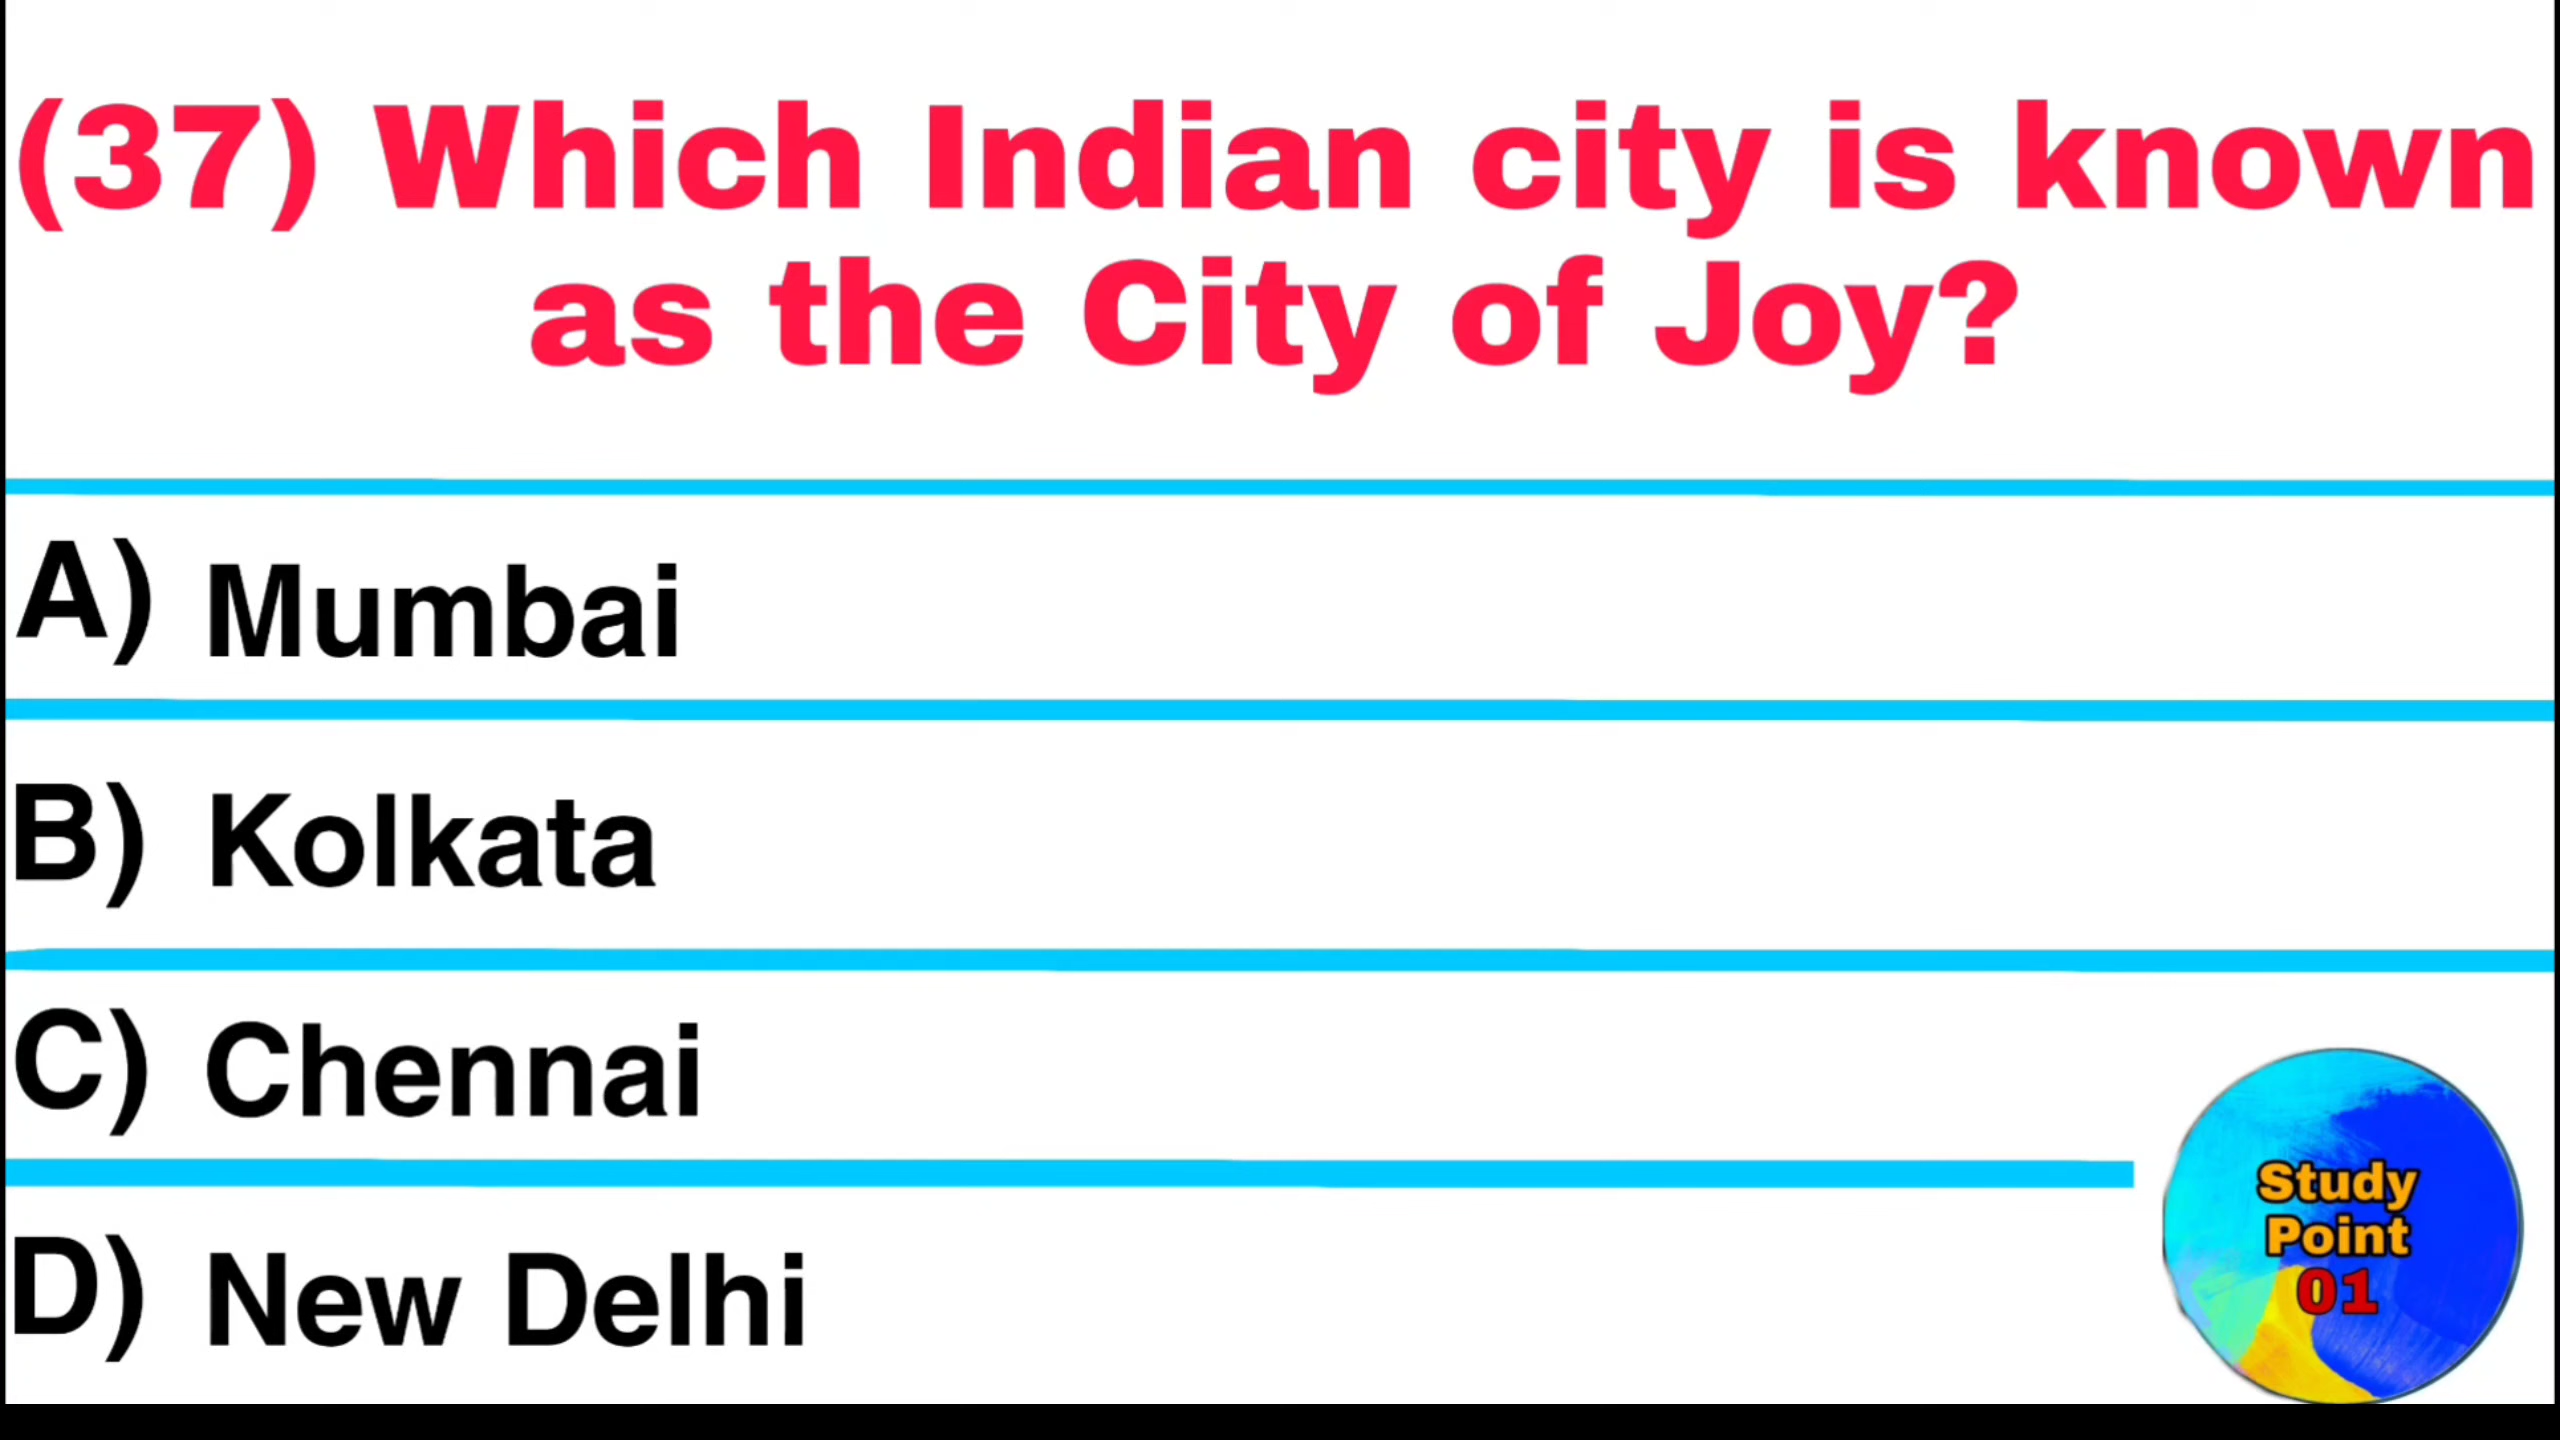 (37) Which Indian city is known
as the City of Joy?
A) Mumbai
B) Kolkata
C) Chennai
D) New Delhi
Study
Point
01